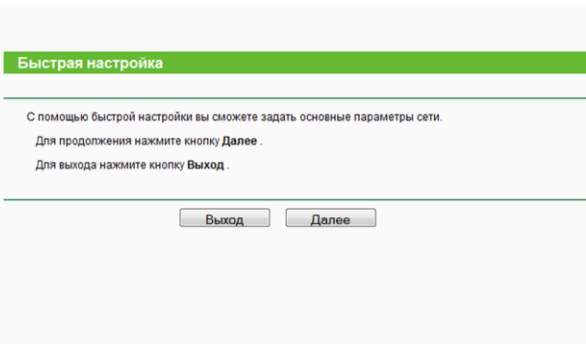 Быстрая настройка
С помощью быстрой настройки вы сможете задать основные параметры сети.
Для продолжения нажмите кнопку Далее .
Для выхода нажмите кнопку Выход .
Выход Далее